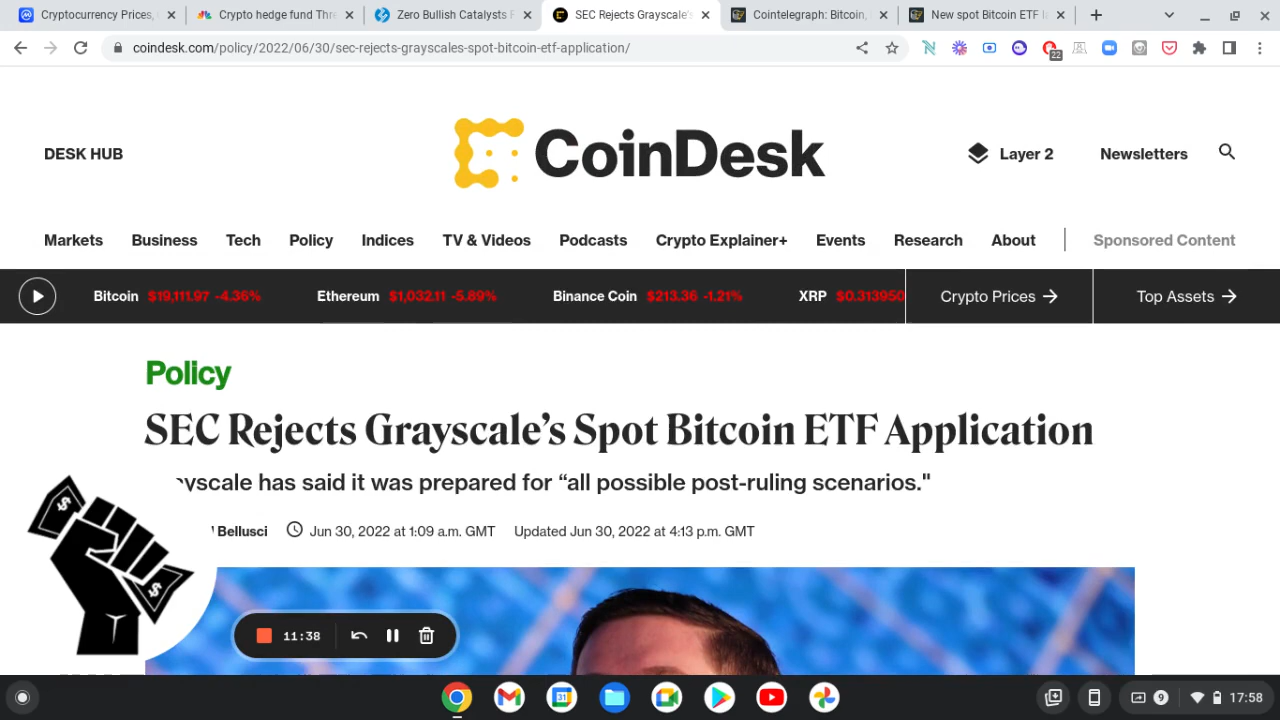 Cryptocurrency Prices,
Crypto hedge fund Thr
Zero Bullish Catalysts F
SEC Rejects Grayscale's
Cointelegraph: Bitcoin,
New spot Bitcoin ETF la
coindesk.com/policy/2022/06/30/sec-rejects-grayscales-spot-bitcoin-etf-application/
22
DESK HUB
CoinDesk
Layer 2
Newsletters
Markets Business Tech Policy Indices TV & Videos Podcasts Crypto Explainer+ Events Research About Sponsored Content
Bitcoin $19,111.97 -4.36% Ethereum $1,032.11 -5.89% Binance Coin $213.36 -1.21% XRP $0.313950 Crypto Prices → Top Assets →
Policy
SEC Rejects Grayscale's Spot Bitcoin ETF Application
yscale has said it was prepared for “all possible post-ruling scenarios."
Bellusci Jun 30, 2022 at 1:09 a.m. GMT Updated Jun 30, 2022 at 4:13 p.m. GMT
$
$
11:38
31
9
17:58